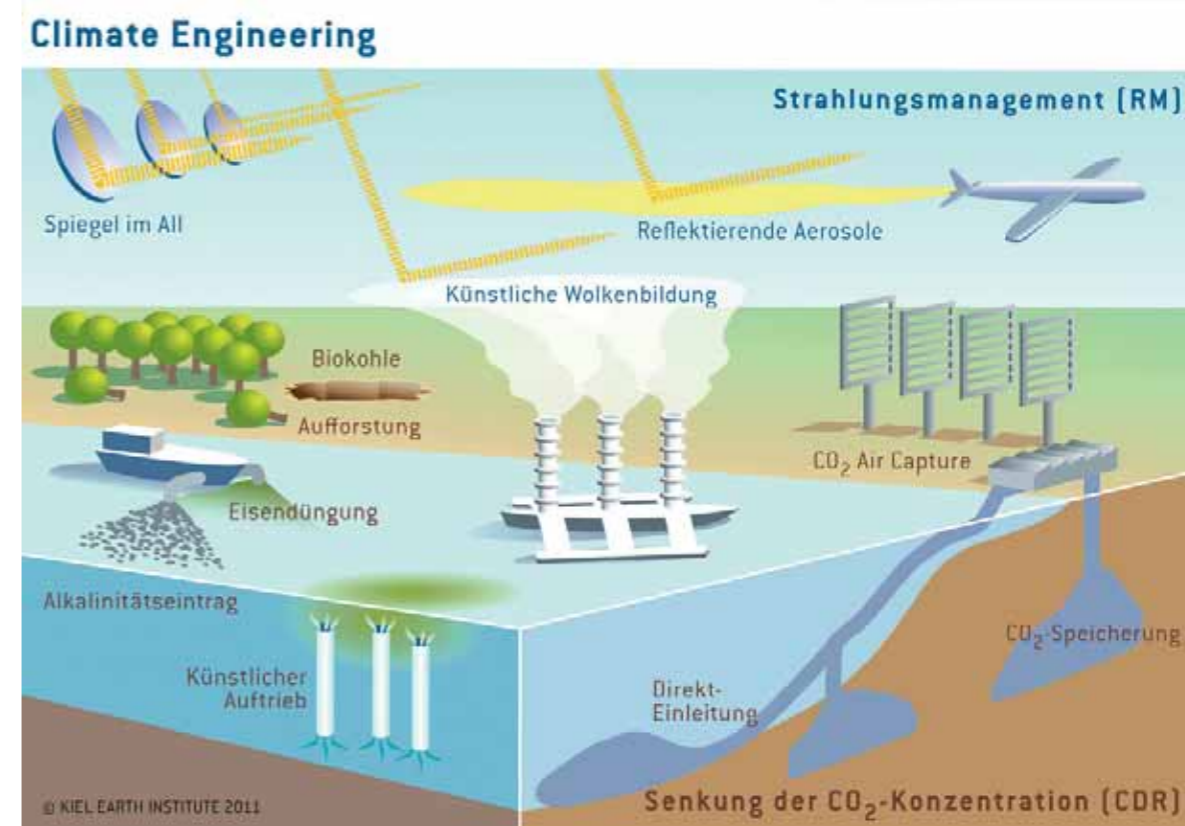 Climate Engineering
Strahlungsmanagement (RM)
Spiegel im All
Reflektierende Aerosole
Künstliche Wolkenbildung
Biokohle
Aufforstung
CO₂ Air Capture
Eisendüngung
Alkalinitätseintrag
CO₂-Speicherung
Künstlicher
Auftrieb
Direkt-
Einleitung
Senkung der CO₂-Konzentration (CDR)
© KIEL EARTH INSTITUTE 2011